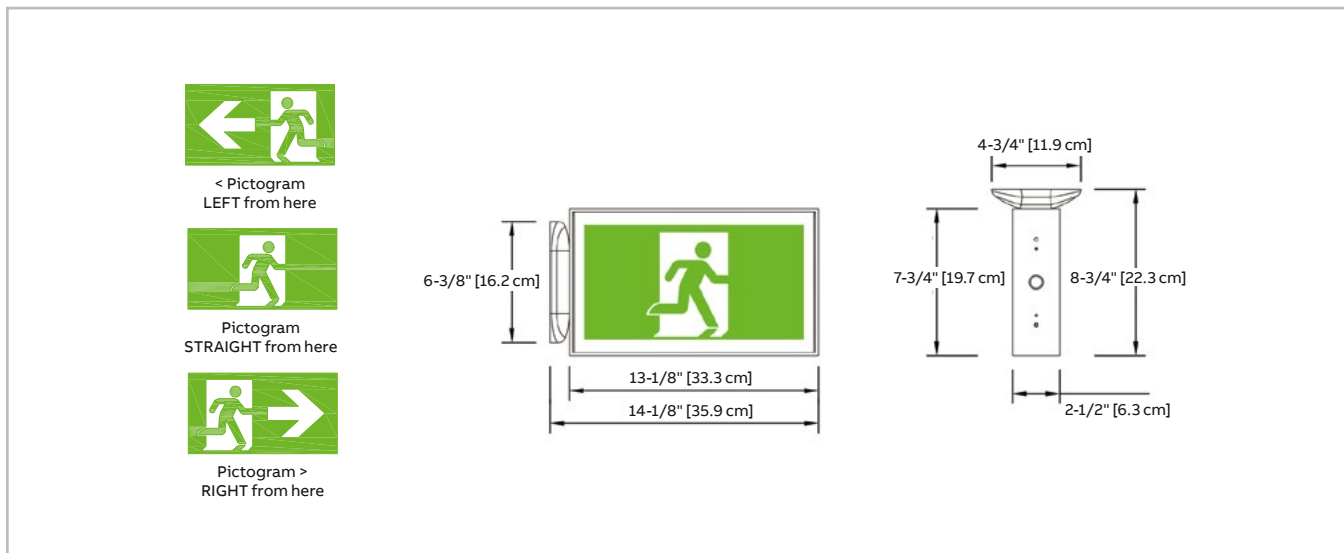 < Pictogram
LEFT from here
Pictogram
STRAIGHT from here
Pictogram >
RIGHT from here
6-3/8" [16.2 cm]
13-1/8" [33.3 cm]
14-1/8" [35.9 cm]
4-3/4" [11.9 cm]
7-3/4" [19.7 cm]
8-3/4" [22.3 cm]
2-1/2" [6.3 cm]